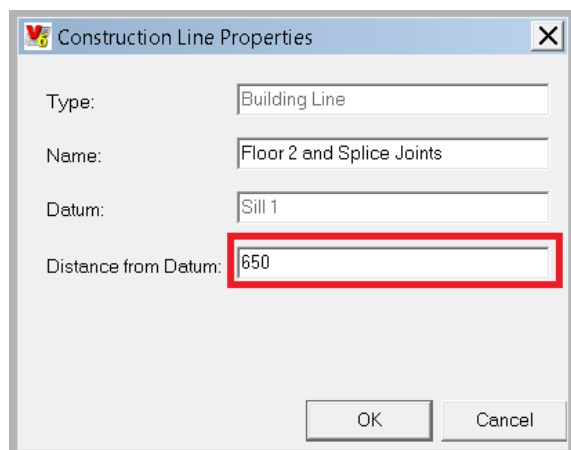 Construction Line Properties
Type: Building Line
Name: Floor 2 and Splice Joints
Datum: Sill 1
Distance from Datum: 650
OK Cancel